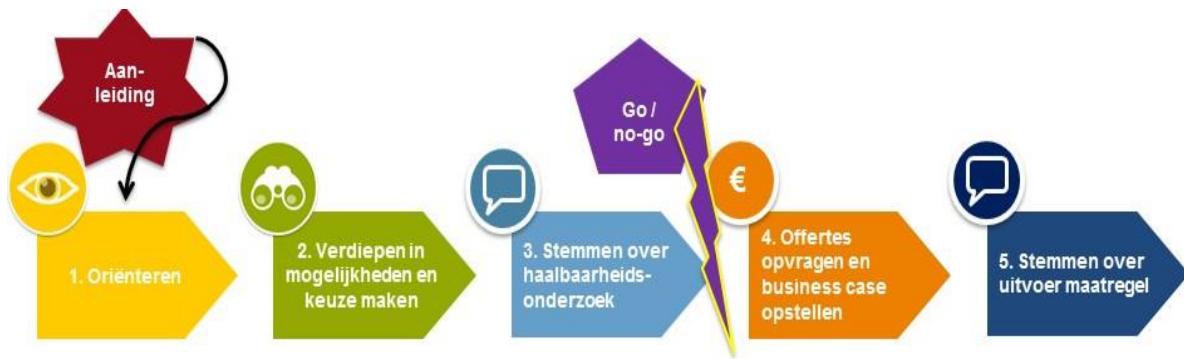 Aan-
leiding
Go /
no-go
€
1. Oriënteren
2. Verdiepen in
mogelijkheden en
keuze maken
3. Stemmen over
haalbaarheids-
onderzoek
4. Offertes
opvragen en
business case
opstellen
5. Stemmen over
uitvoer maatregel